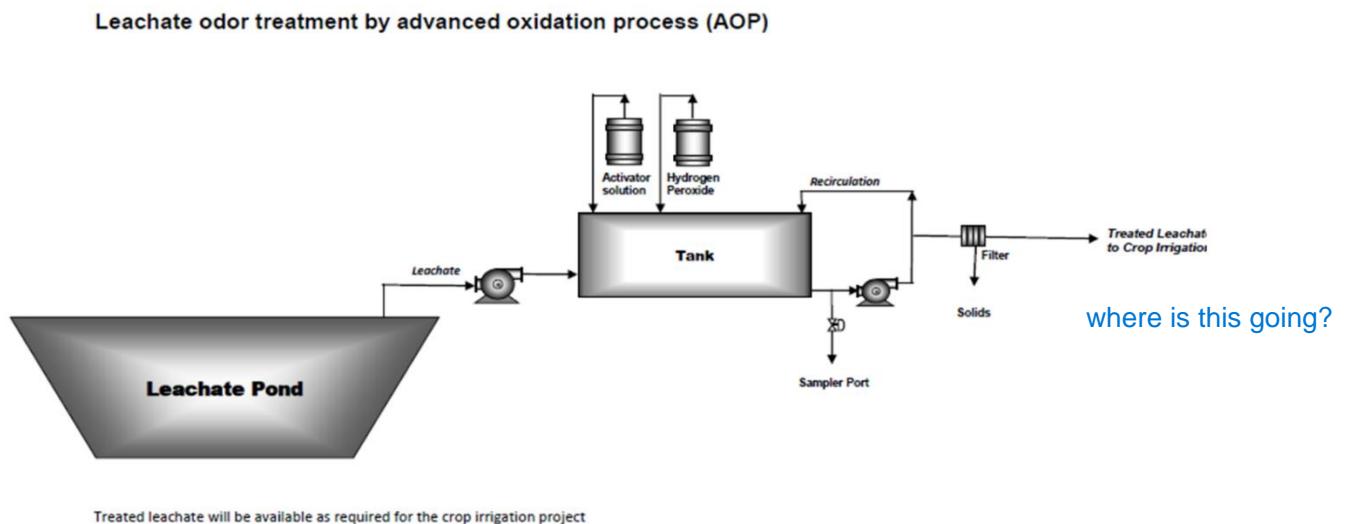 Leachate odor treatment by advanced oxidation process (AOP)
Activator
solution
Hydrogen
Peroxide
Recirculation
Leachate
Tank
Treated Leachat
to Crop Irrigation
Filter
Solids
where is this going?
Sampler Port
Leachate Pond
Treated leachate will be available as required for the crop irrigation project